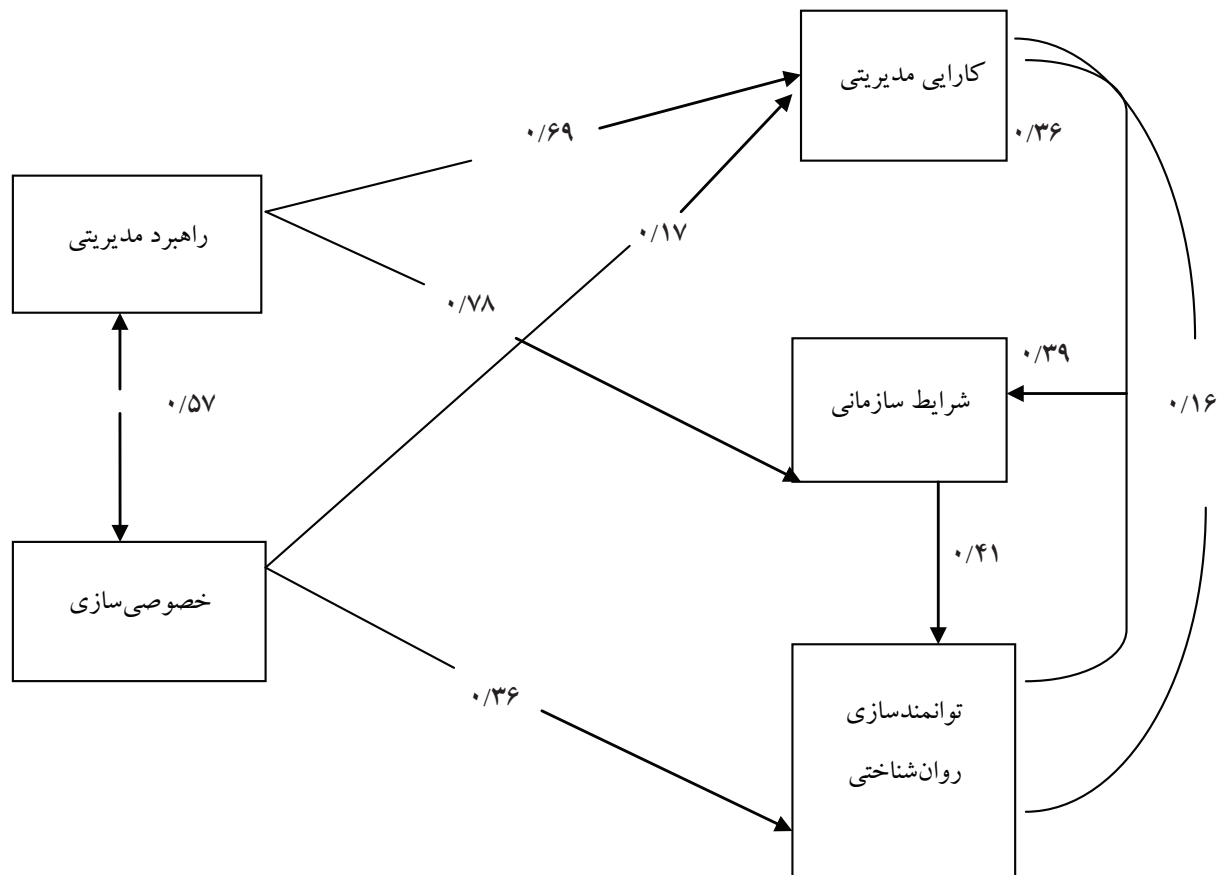 کارایی مدیریتی
۰/۳۶
۰/۶۹
راهبرد مدیریتی
۰/۱۷
۰/۷۸
شرایط سازمانی
۰/۳۹
۰/۱۶
۰/۵۷
۰/۴۱
خصوصی‌سازی
۰/۳۶
توانمندسازی
روان‌شناختی